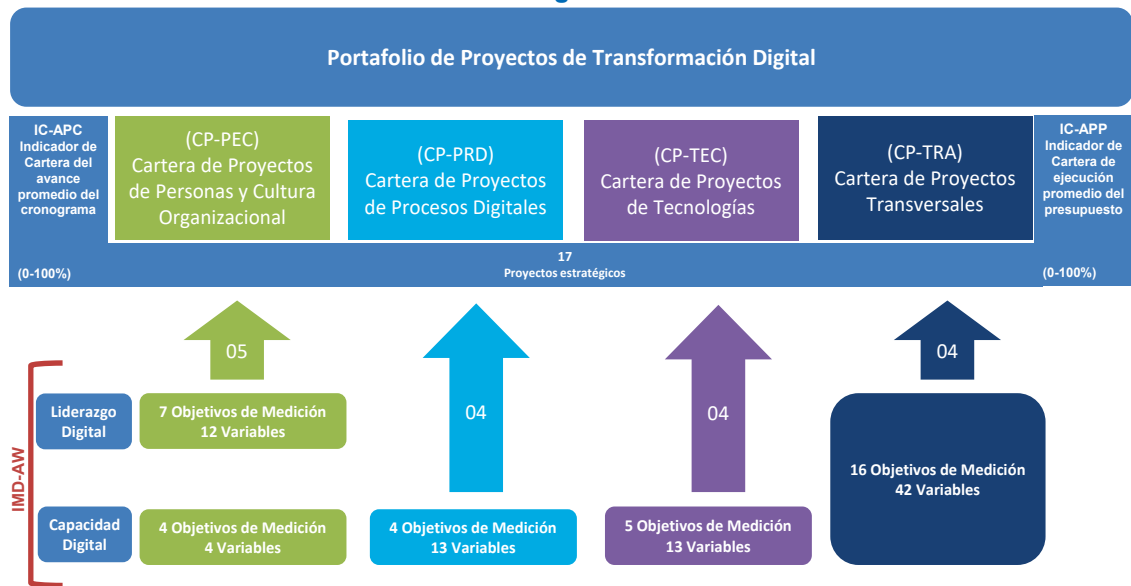 Portafolio de Proyectos de Transformación Digital
IC-APC
Indicador de
Cartera del
avance
promedio del
cronograma
(0-100%)
(CP-PEC)
Cartera de Proyectos
de Personas y Cultura
Organizacional
(CP-PRD)
Cartera de Proyectos
de Procesos Digitales
(CP-TEC)
Cartera de Proyectos
de Tecnologías
(CP-TRA)
Cartera de Proyectos
Transversales
IC-APP
Indicador de
Cartera de
ejecución
promedio del
presupuesto
(0-100%)
17
Proyectos estratégicos
05
04
04
04
IMD-AW
Liderazgo
Digital
7 Objetivos de Medición
12 Variables
16 Objetivos de Medición
42 Variables
Capacidad
Digital
4 Objetivos de Medición
4 Variables
4 Objetivos de Medición
13 Variables
5 Objetivos de Medición
13 Variables